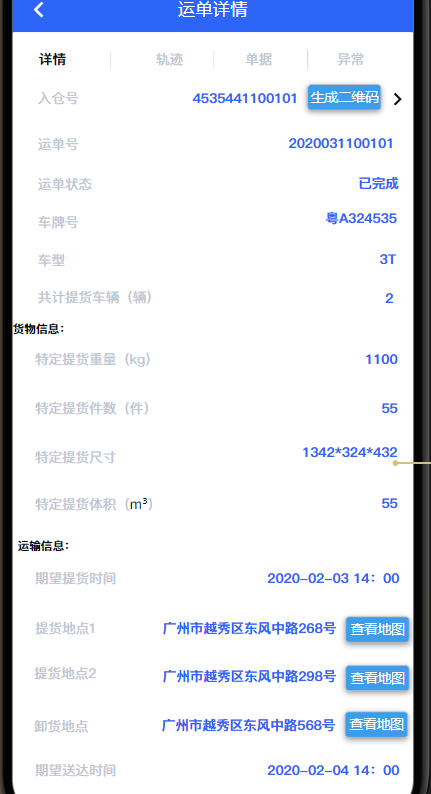 运单详情
详情 轨迹 单据 异常
入仓号 4535441100101 生成二维码
运单号 2020031100101
运单状态 已完成
车牌号 粤A324535
车型 3T
共计提货车辆（辆） 2
货物信息：
特定提货重量（kg） 1100
特定提货件数（件） 55
特定提货尺寸 1342*324*432
特定提货体积（m³） 55
运输信息：
期望提货时间 2020-02-03 14：00
提货地点1 广州市越秀区东风中路268号 查看地图
提货地点2 广州市越秀区东风中路298号 查看地图
卸货地点 广州市越秀区东风中路568号 查看地图
期望送达时间 2020-02-04 14：00